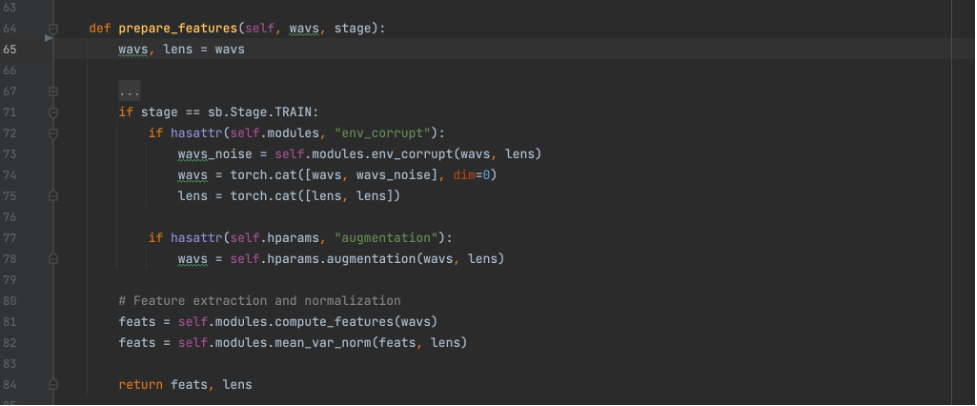 63
64 def prepare_features(self, wavs, stage):
65 wavs, lens = wavs
66
67 ...
71 if stage == sb.Stage.TRAIN:
72 if hasattr(self.modules, "env_corrupt"):
73 wavs_noise = self.modules.env_corrupt(wavs, lens)
74 wavs = torch.cat([wavs, wavs_noise], dim=0)
75 lens = torch.cat([lens, lens])
76
77 if hasattr(self.hparams, "augmentation"):
78 wavs = self.hparams.augmentation(wavs, lens)
79
80 # Feature extraction and normalization
81 feats = self.modules.compute_features(wavs)
82 feats = self.modules.mean_var_norm(feats, lens)
83
84 return feats, lens
85